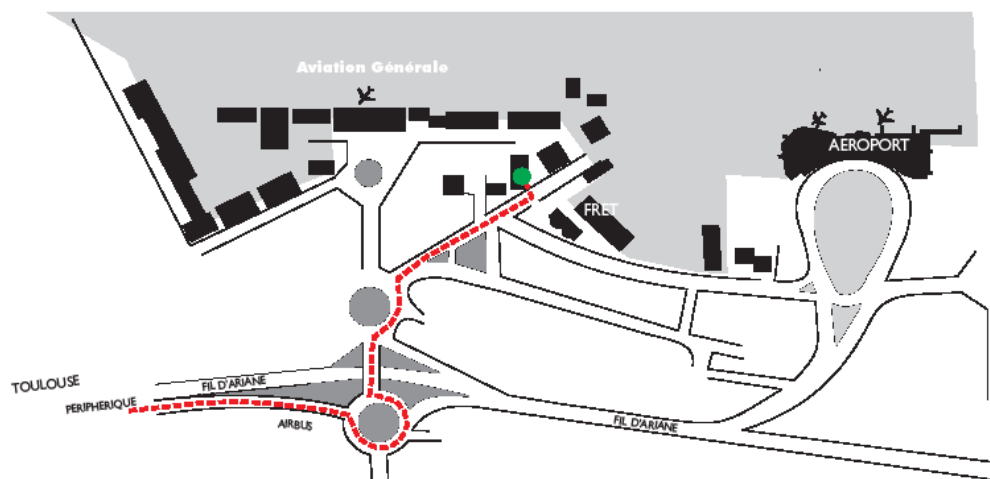 Aviation Générale
AEROPORT
FRET
TOULOUSE
FIL D'ARIANE
PERIPHERIQUE
AIRBUS
FIL D'ARIANE